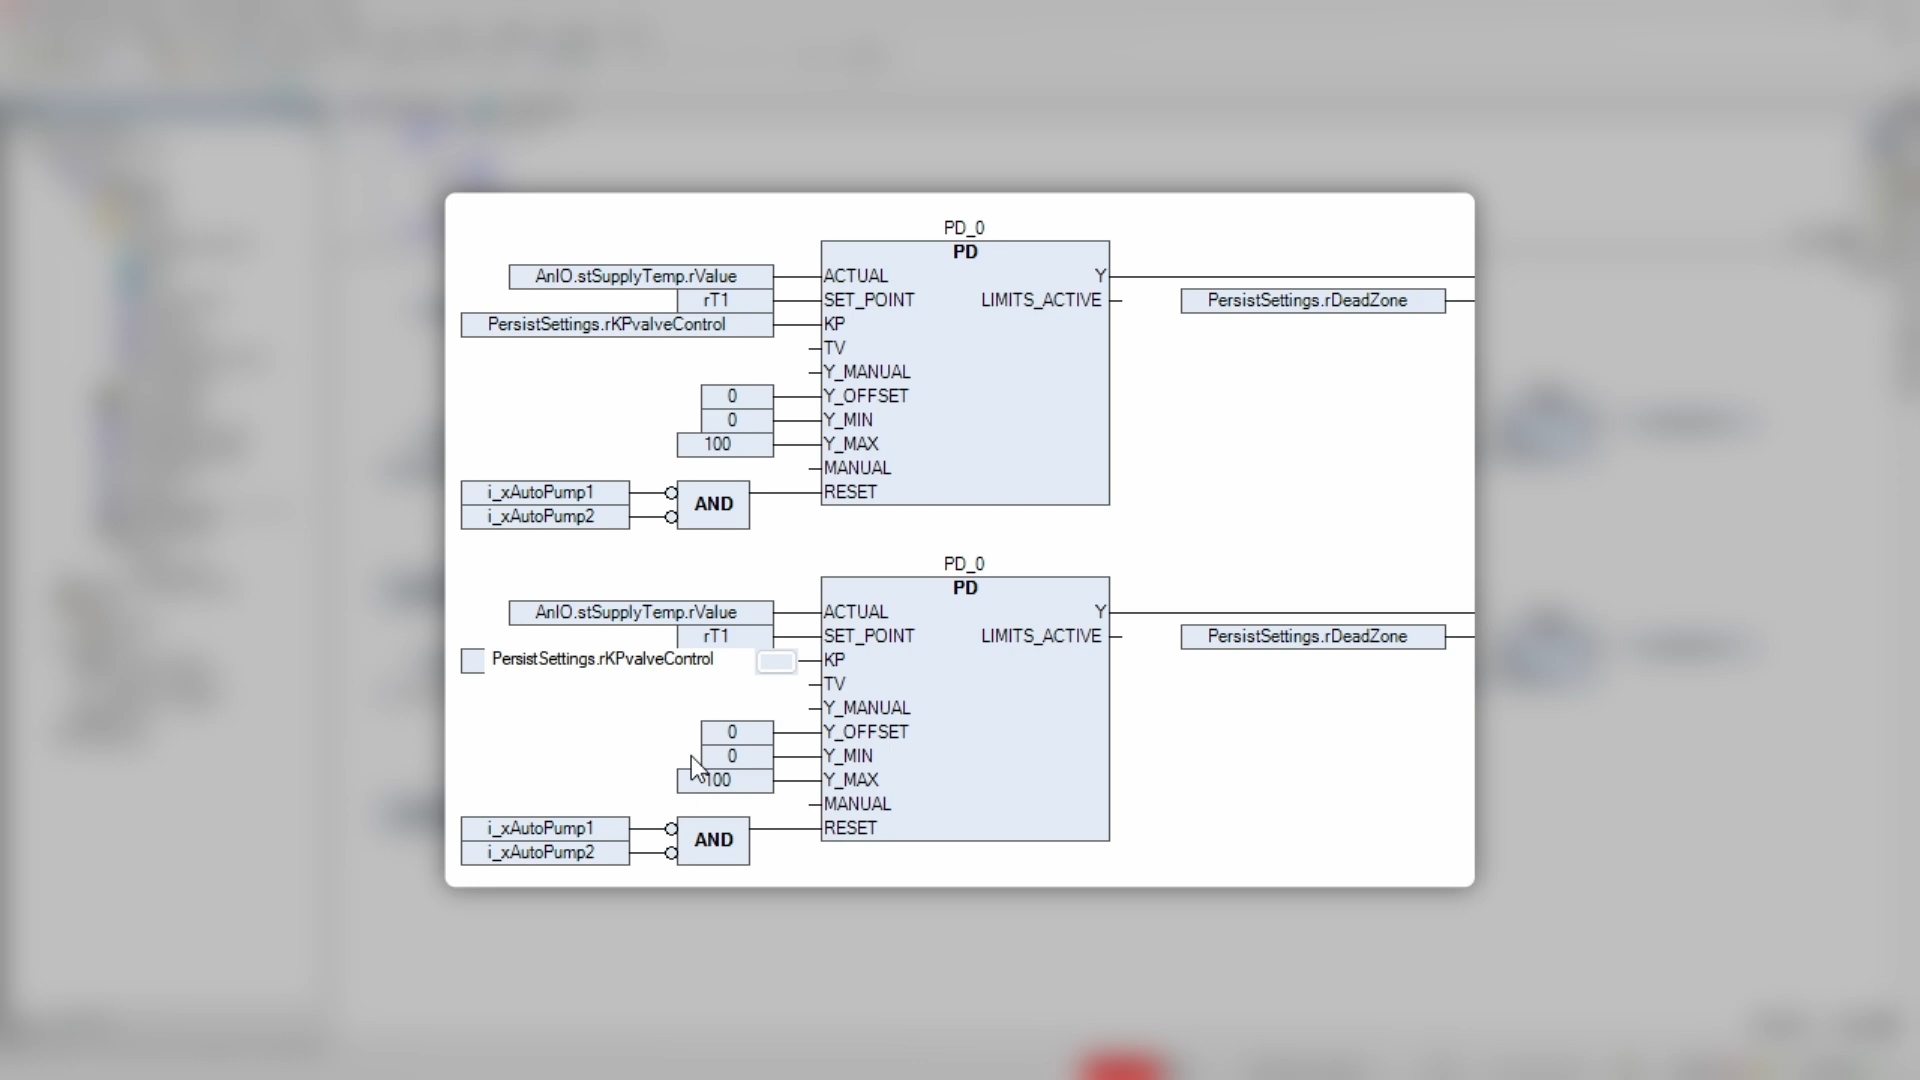 PD_0
PD
AnIO.stSupplyTemp.rValue ACTUAL Y
rT1 SET_POINT LIMITS_ACTIVE PersistSettings.rDeadZone
PersistSettings.rKPvalveControl KP
TV
Y_MANUAL
0 Y_OFFSET
0 Y_MIN
100 Y_MAX
MANUAL
i_xAutoPump1 AND RESET
i_xAutoPump2
PD_0
PD
AnIO.stSupplyTemp.rValue ACTUAL Y
rT1 SET_POINT LIMITS_ACTIVE PersistSettings.rDeadZone
PersistSettings.rKPvalveControl KP
TV
Y_MANUAL
0 Y_OFFSET
0 Y_MIN
100 Y_MAX
MANUAL
i_xAutoPump1 AND RESET
i_xAutoPump2